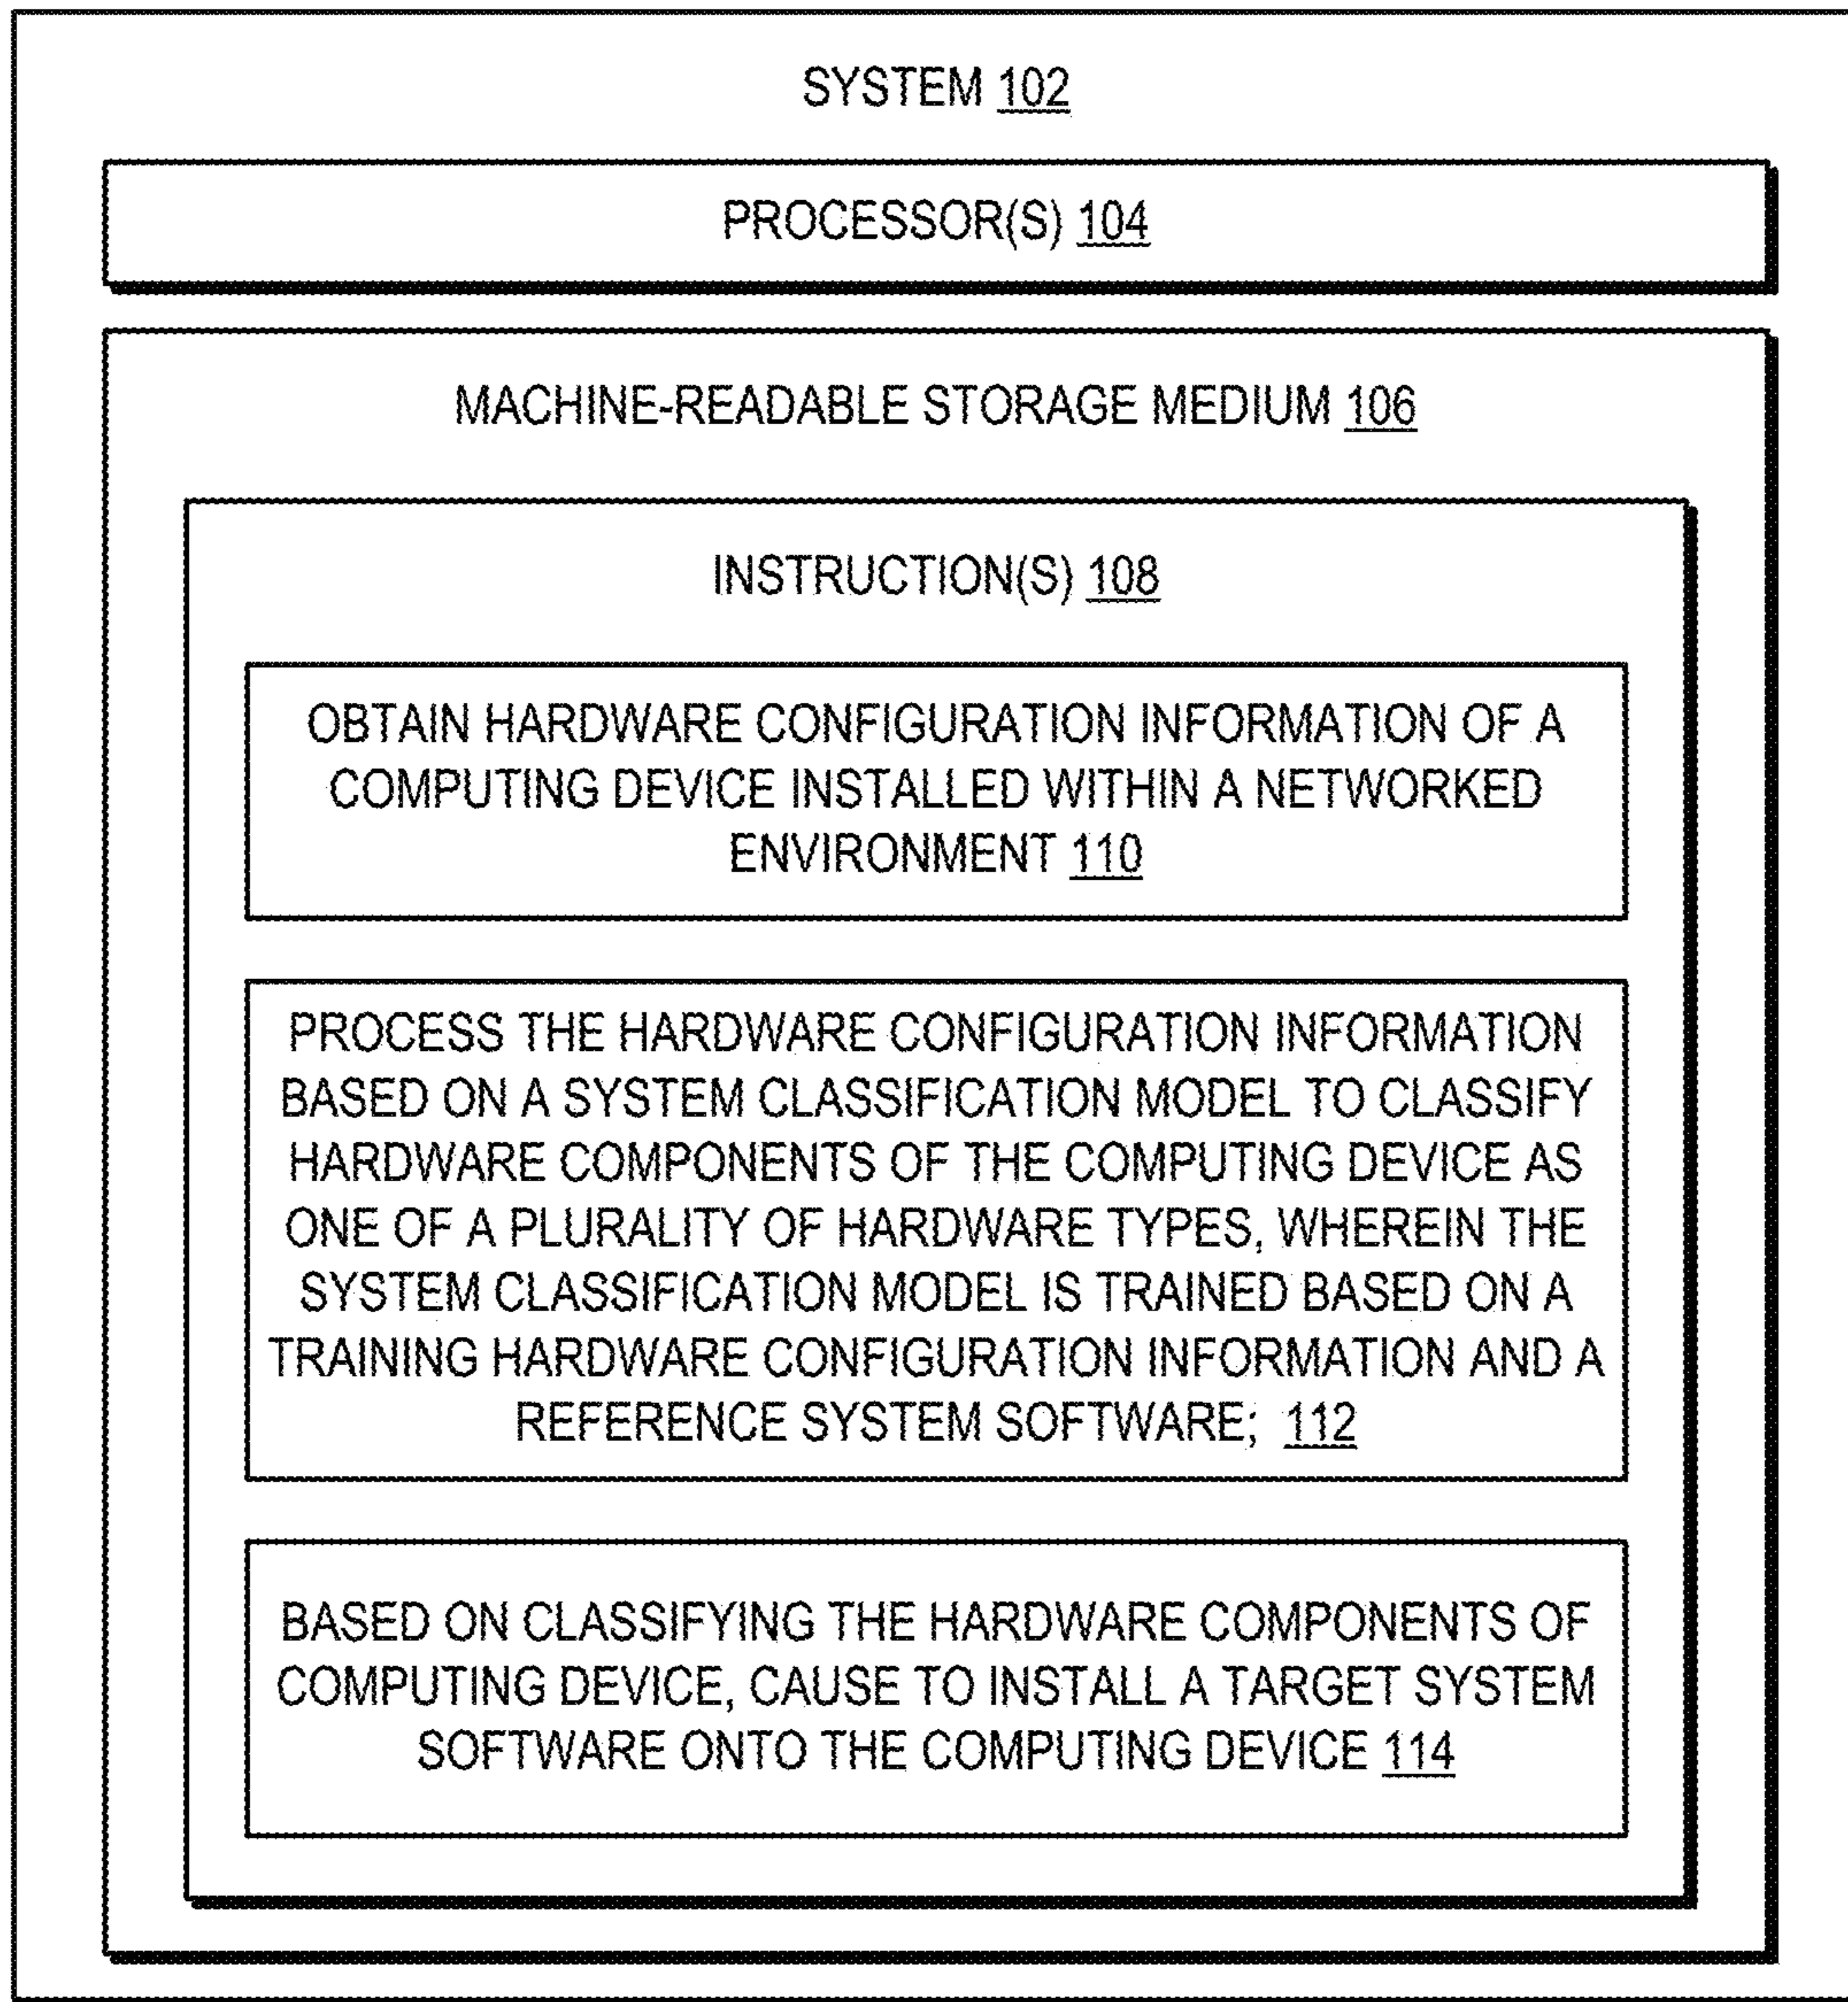 SYSTEM 102
PROCESSOR(S) 104
MACHINE-READABLE STORAGE MEDIUM 106
INSTRUCTION(S) 108
OBTAIN HARDWARE CONFIGURATION INFORMATION OF A
COMPUTING DEVICE INSTALLED WITHIN A NETWORKED
ENVIRONMENT 110
PROCESS THE HARDWARE CONFIGURATION INFORMATION
BASED ON A SYSTEM CLASSIFICATION MODEL TO CLASSIFY
HARDWARE COMPONENTS OF THE COMPUTING DEVICE AS
ONE OF A PLURALITY OF HARDWARE TYPES, WHEREIN THE
SYSTEM CLASSIFICATION MODEL IS TRAINED BASED ON A
TRAINING HARDWARE CONFIGURATION INFORMATION AND A
REFERENCE SYSTEM SOFTWARE; 112
BASED ON CLASSIFYING THE HARDWARE COMPONENTS OF
COMPUTING DEVICE, CAUSE TO INSTALL A TARGET SYSTEM
SOFTWARE ONTO THE COMPUTING DEVICE 114